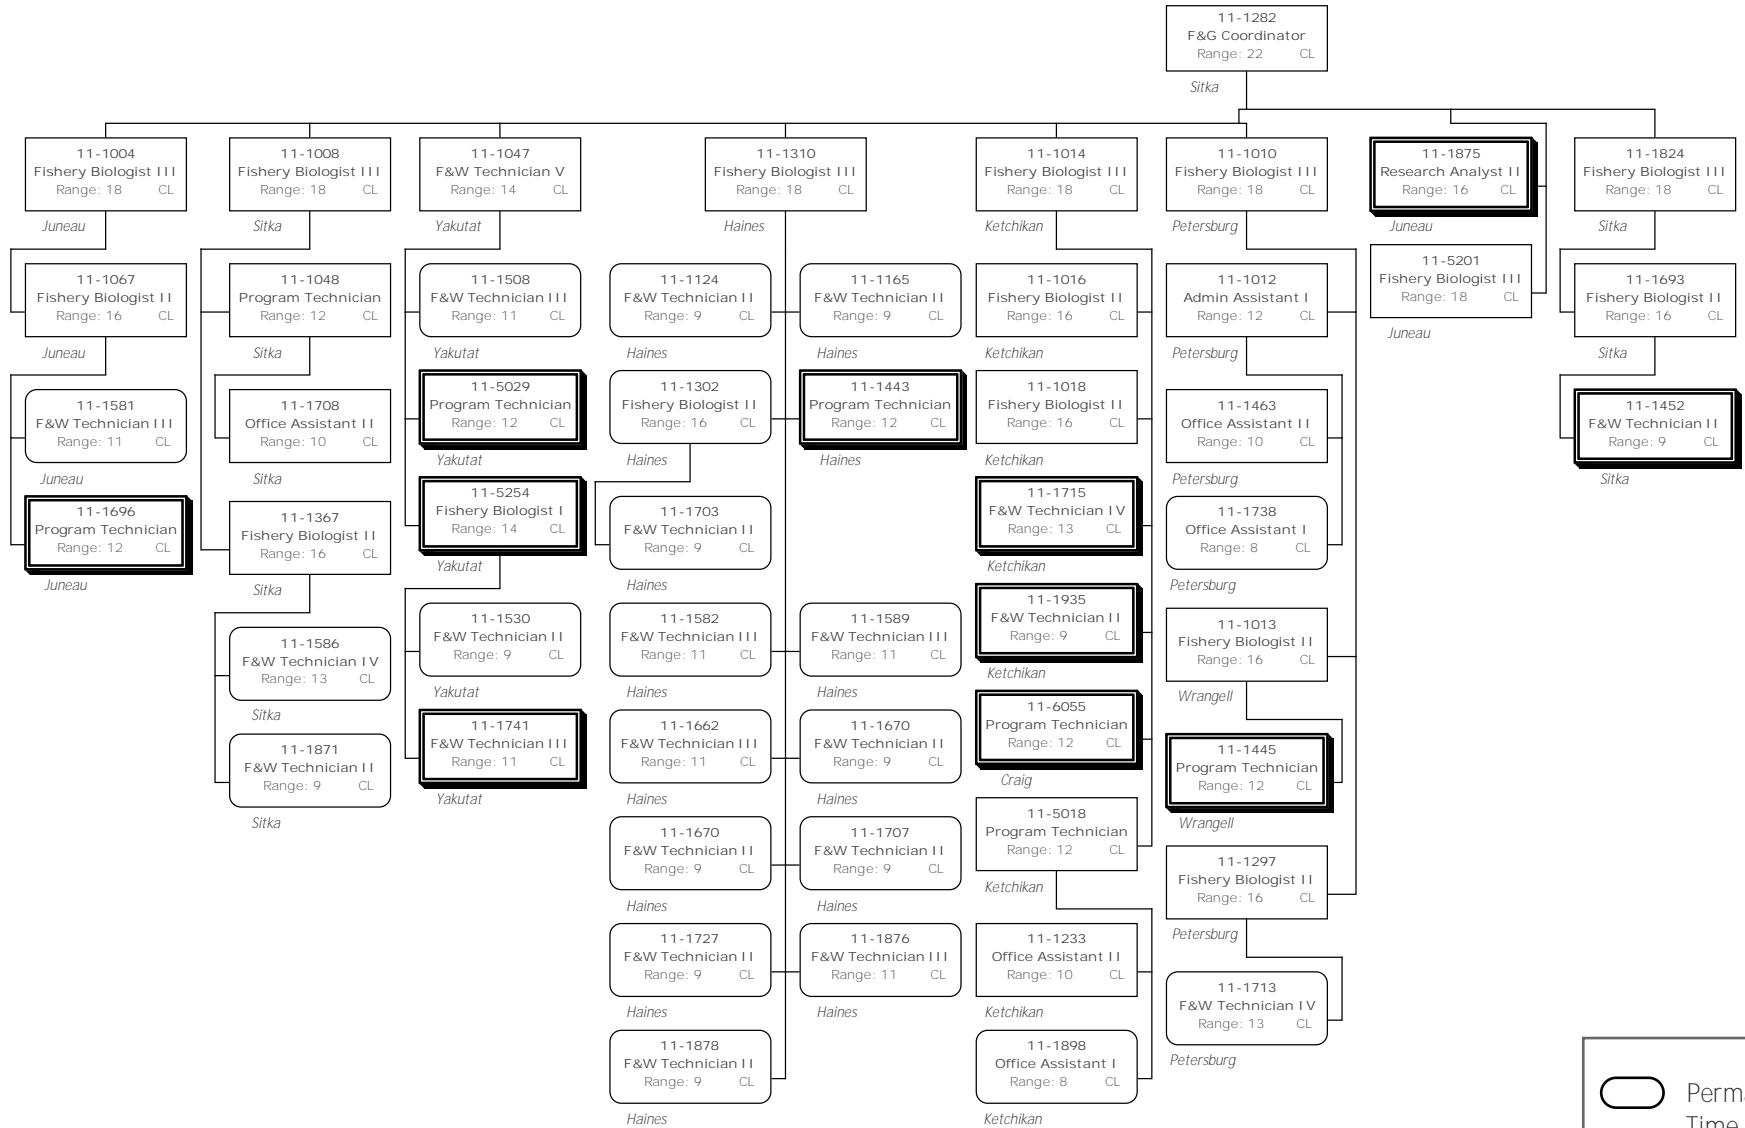 11-1282
F&G Coordinator
Range: 22 CL
Sitka
11-1004
Fishery Biologist III
Range: 18 CL
Juneau
11-1067
Fishery Biologist II
Range: 16 CL
Juneau
11-1581
F&W Technician III
Range: 11 CL
Juneau
11-1696
Program Technician
Range: 12 CL
Juneau
11-1008
Fishery Biologist III
Range: 18 CL
Sitka
11-1048
Program Technician
Range: 12 CL
Sitka
11-1708
Office Assistant II
Range: 10 CL
Sitka
11-1367
Fishery Biologist II
Range: 16 CL
Sitka
11-1586
F&W Technician IV
Range: 13 CL
Sitka
11-1871
F&W Technician II
Range: 9 CL
Sitka
11-1047
F&W Technician V
Range: 14 CL
Yakutat
11-1508
F&W Technician III
Range: 11 CL
Yakutat
11-5029
Program Technician
Range: 12 CL
Yakutat
11-5254
Fishery Biologist I
Range: 14 CL
Yakutat
11-1530
F&W Technician II
Range: 9 CL
Yakutat
11-1741
F&W Technician III
Range: 11 CL
Yakutat
11-1310
Fishery Biologist III
Range: 18 CL
Haines
11-1124
F&W Technician II
Range: 9 CL
Haines
11-1165
F&W Technician II
Range: 9 CL
Haines
11-1302
Fishery Biologist II
Range: 16 CL
Haines
11-1443
Program Technician
Range: 12 CL
Haines
11-1703
F&W Technician II
Range: 9 CL
Haines
11-1582
F&W Technician III
Range: 11 CL
Haines
11-1589
F&W Technician III
Range: 11 CL
Haines
11-1662
F&W Technician III
Range: 11 CL
Haines
11-1670
F&W Technician II
Range: 9 CL
Haines
11-1670
F&W Technician II
Range: 9 CL
Haines
11-1707
F&W Technician II
Range: 9 CL
Haines
11-1727
F&W Technician II
Range: 9 CL
Haines
11-1876
F&W Technician III
Range: 11 CL
Haines
11-1878
F&W Technician II
Range: 9 CL
Haines
11-1014
Fishery Biologist III
Range: 18 CL
Ketchikan
11-1016
Fishery Biologist II
Range: 16 CL
Ketchikan
11-1018
Fishery Biologist II
Range: 16 CL
Ketchikan
11-1715
F&W Technician IV
Range: 13 CL
Ketchikan
11-1935
F&W Technician II
Range: 9 CL
Ketchikan
11-6055
Program Technician
Range: 12 CL
Craig
11-5018
Program Technician
Range: 12 CL
Ketchikan
11-1233
Office Assistant II
Range: 10 CL
Ketchikan
11-1898
Office Assistant I
Range: 8 CL
Ketchikan
11-1010
Fishery Biologist III
Range: 18 CL
Petersburg
11-1012
Admin Assistant I
Range: 12 CL
Petersburg
11-1463
Office Assistant II
Range: 10 CL
Petersburg
11-1738
Office Assistant I
Range: 8 CL
Petersburg
11-1013
Fishery Biologist II
Range: 16 CL
Wrangell
11-1445
Program Technician
Range: 12 CL
Wrangell
11-1297
Fishery Biologist II
Range: 16 CL
Petersburg
11-1713
F&W Technician IV
Range: 13 CL
Petersburg
11-1875
Research Analyst II
Range: 16 CL
Juneau
11-5201
Fishery Biologist III
Range: 18 CL
Juneau
11-1824
Fishery Biologist III
Range: 18 CL
Sitka
11-1693
Fishery Biologist II
Range: 16 CL
Sitka
11-1452
F&W Technician II
Range: 9 CL
Sitka